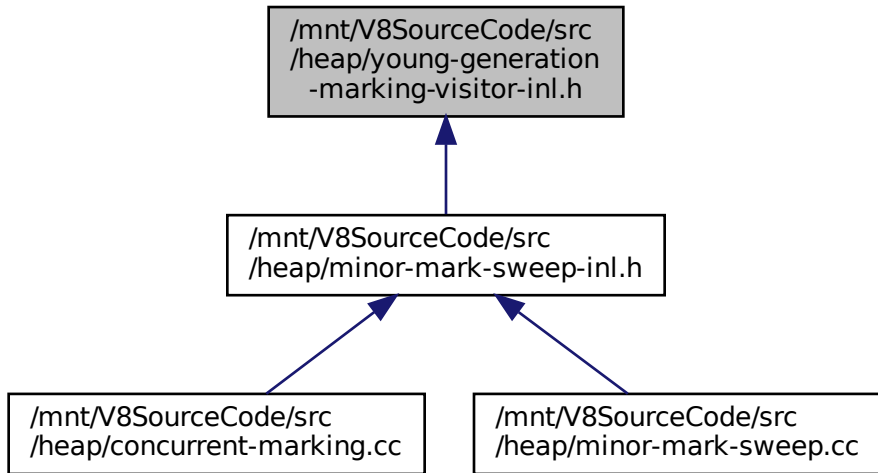 /mnt/V8SourceCode/src
/heap/young-generation
-marking-visitor-inl.h
/mnt/V8SourceCode/src
/heap/minor-mark-sweep-inl.h
/mnt/V8SourceCode/src
/heap/concurrent-marking.cc
/mnt/V8SourceCode/src
/heap/minor-mark-sweep.cc